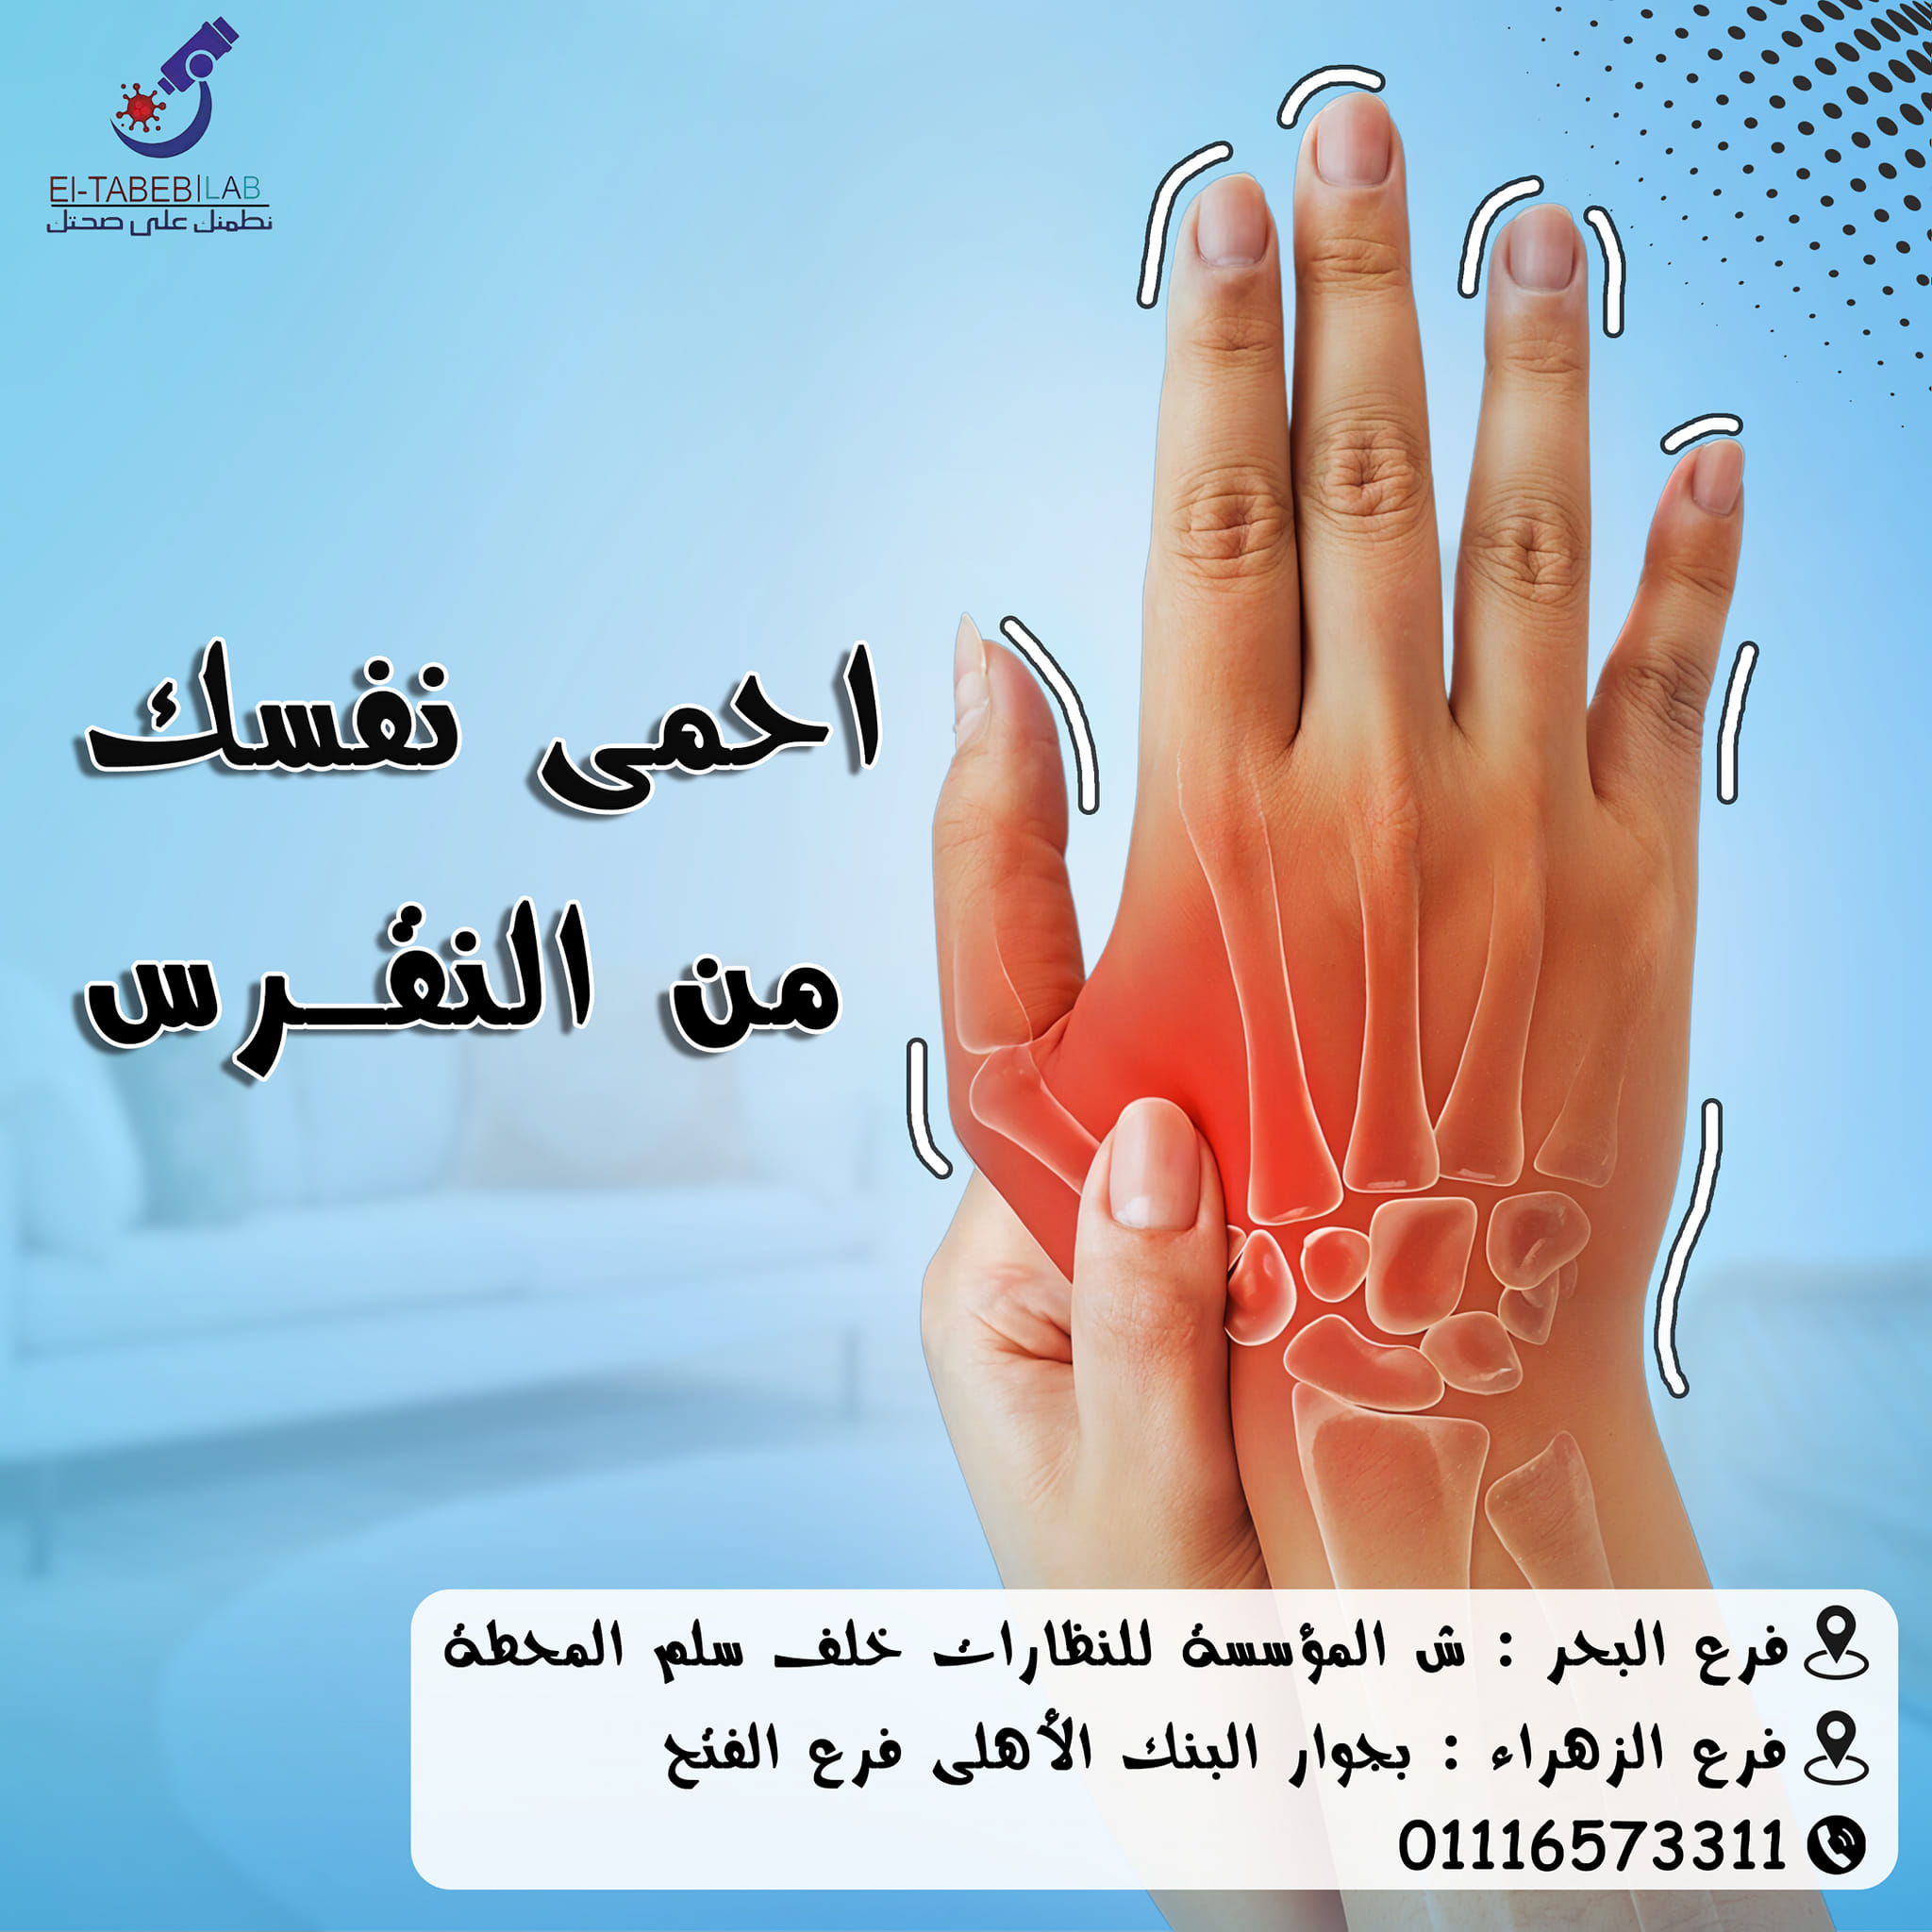 El-TABEB|LAB
نطمنك على صحتك
احمى نفسك
من النقـرس
فرع البحر : ش المؤسسة للنظارات خلف سلم المحطة
فرع الزهراء : بجوار البنك الأهلى فرع الفتح
01116573311